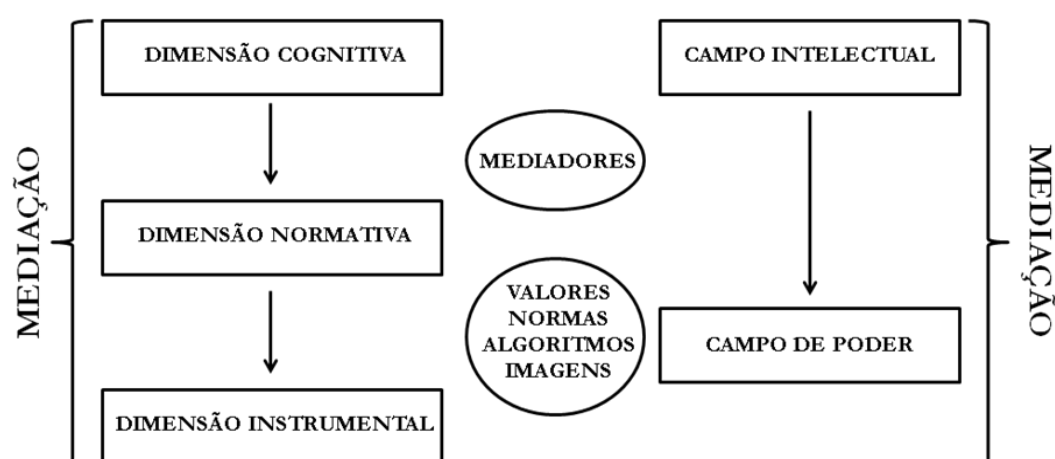 MEDIAÇÃO
DIMENSÃO COGNITIVA
DIMENSÃO NORMATIVA
DIMENSÃO INSTRUMENTAL
MEDIADORES
VALORES
NORMAS
ALGORITMOS
IMAGENS
CAMPO INTELECTUAL
CAMPO DE PODER
MEDIAÇÃO